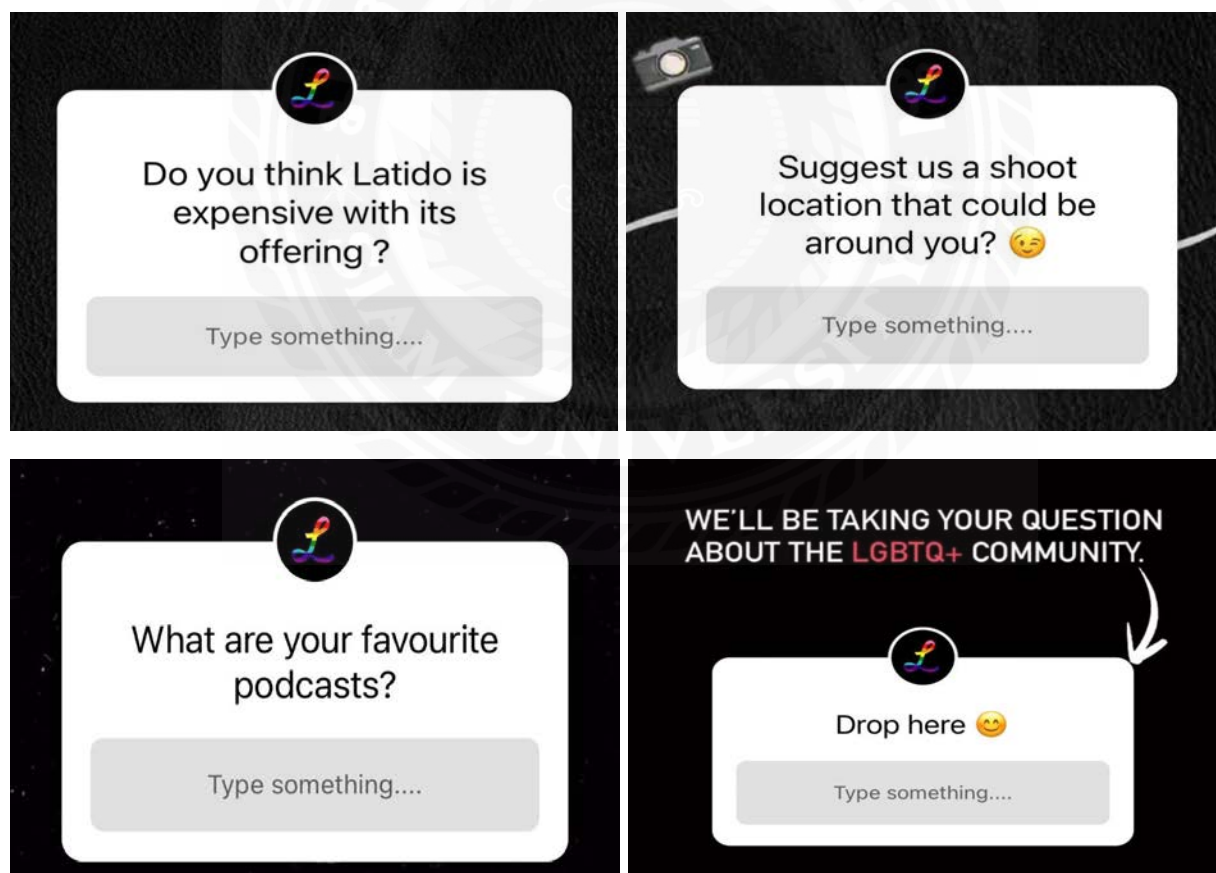 Do you think Latido is
expensive with its
offering ?
Type something....
Suggest us a shoot
location that could be
around you? 😉
Type something....
What are your favourite
podcasts?
Type something....
WE'LL BE TAKING YOUR QUESTION
ABOUT THE LGBTQ+ COMMUNITY.
Drop here 😊
Type something....
SIAM UNIVERSITY